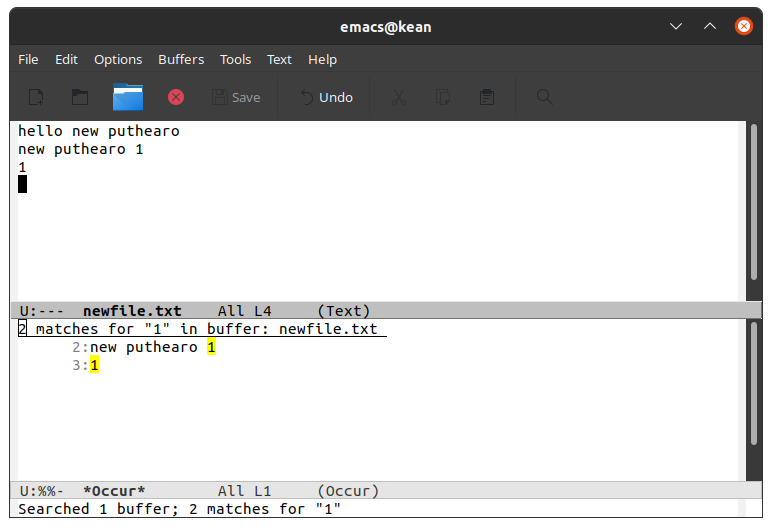 emacs@kean
File Edit Options Buffers Tools Text Help
Save Undo
hello new puthearo
new puthearo 1
1
U:--- newfile.txt All L4 (Text)
2 matches for "1" in buffer: newfile.txt
2:new puthearo 1
3:1
U:%%- *Occur* All L1 (Occur)
Searched 1 buffer; 2 matches for "1"